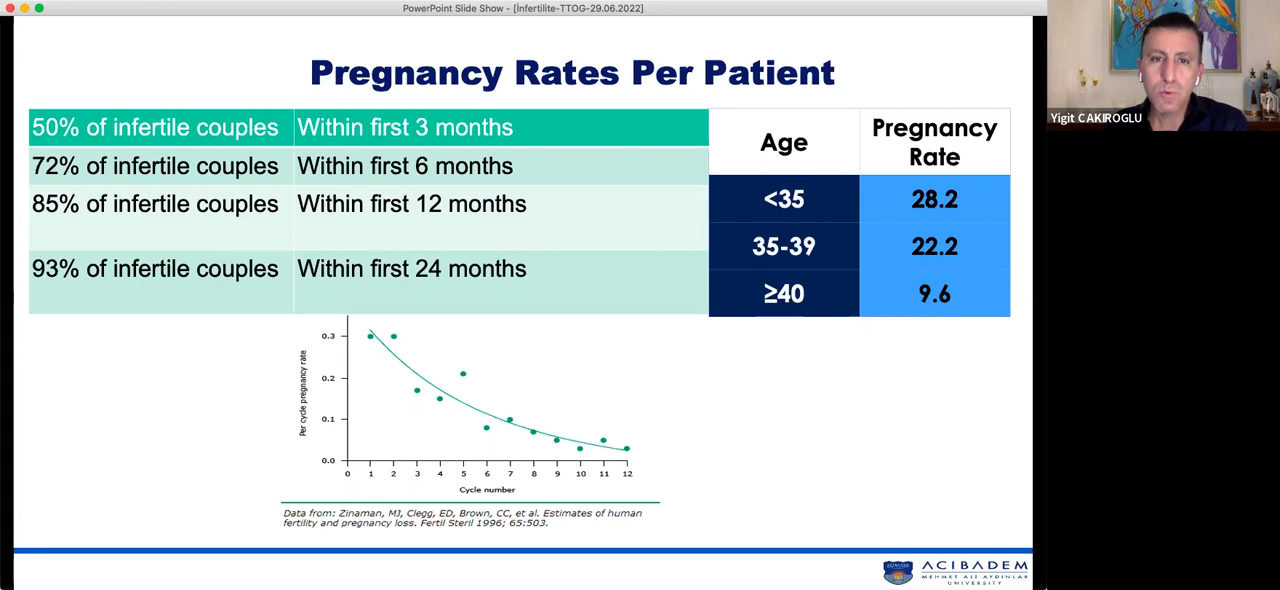 PowerPoint Slide Show - [İnfertilite-TTOG-29.06.2022]
Pregnancy Rates Per Patient
50% of infertile couples Within first 3 months
72% of infertile couples Within first 6 months
85% of infertile couples Within first 12 months
93% of infertile couples Within first 24 months
Age Pregnancy Rate
<35 28.2
35-39 22.2
≥40 9.6
Per cycle pregnancy rate
0.3
0.2
0.1
0.0
0 1 2 3 4 5 6 7 8 9 10 11 12
Cycle number
Data from: Zinaman, MJ, Clegg, ED, Brown, CC, et al. Estimates of human
fertility and pregnancy loss. Fertil Steril 1996; 65:503.
ACIBADEM
MEHMET ALİ AYDINLAR
UNIVERSITY
Yigit CAKIROGLU